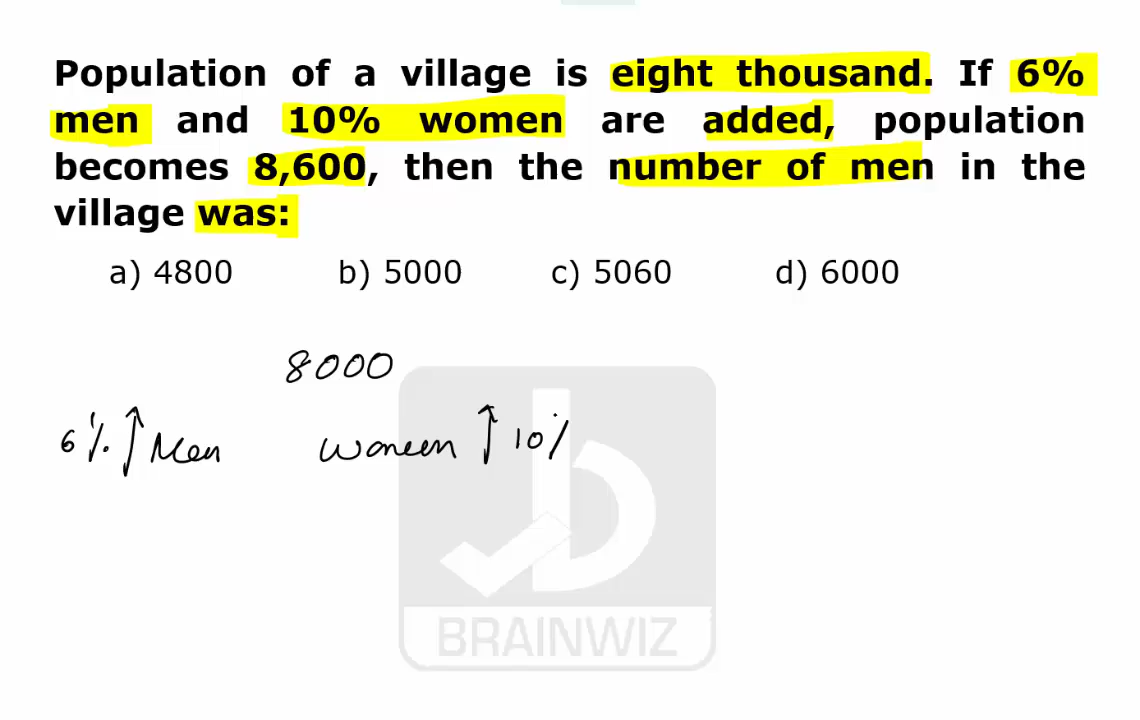 Population of a village is eight thousand. If 6%
men and 10% women are added, population
becomes 8,600, then the number of men in the
village was:
a) 4800 b) 5000 c) 5060 d) 6000
8000
6% ↑ Men women ↑ 10%
BRAINWIZ